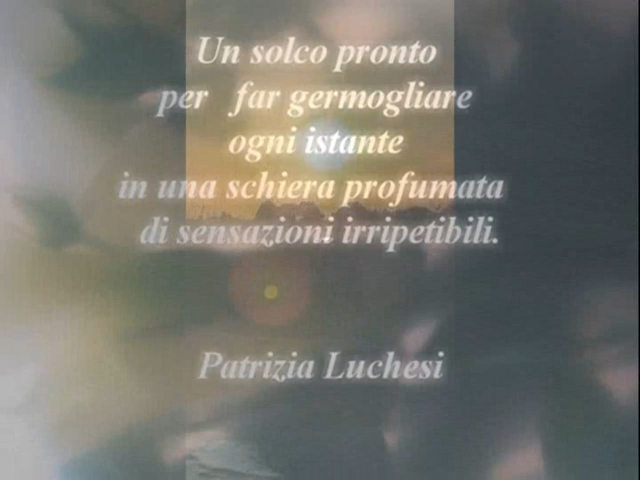 Un solco pronto
per far germogliare
ogni istante
in una schiera profumata
di sensazioni irripetibili.
Patrizia Luchesi